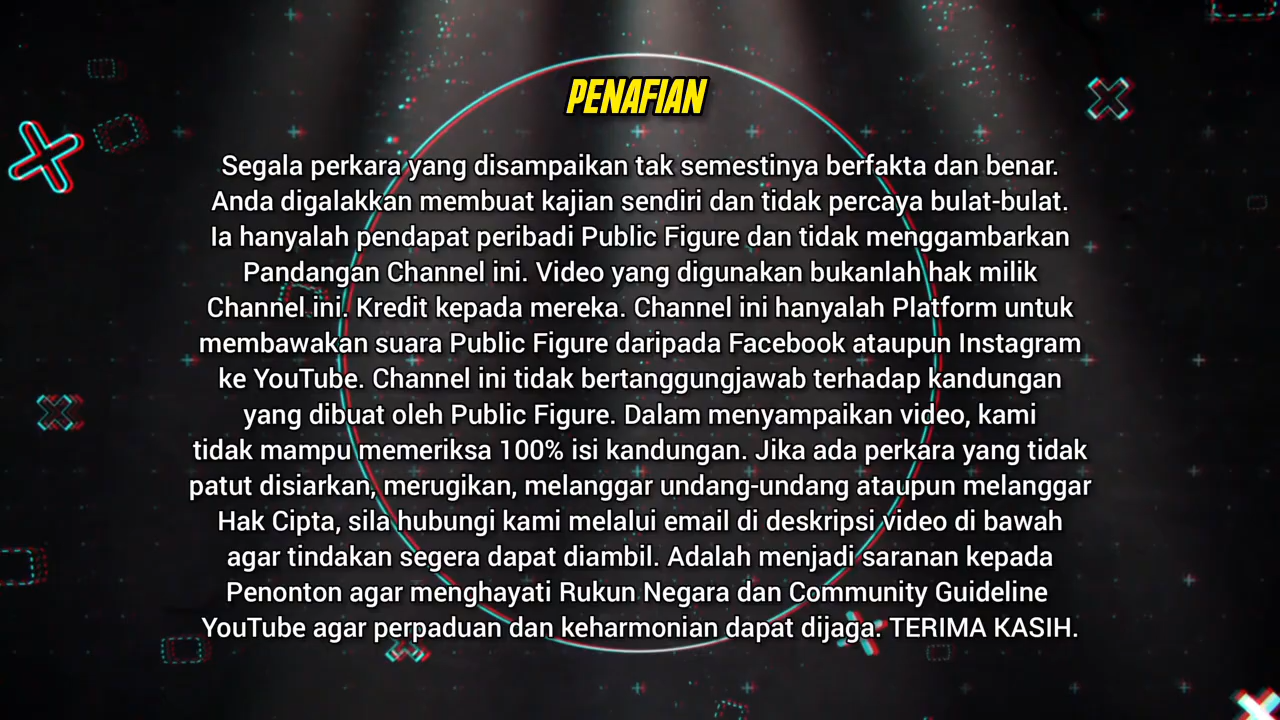 PENAFIAN
Segala perkara yang disampaikan tak semestinya berfakta dan benar.
Anda digalakkan membuat kajian sendiri dan tidak percaya bulat-bulat.
Ia hanyalah pendapat peribadi Public Figure dan tidak menggambarkan
Pandangan Channel ini. Video yang digunakan bukanlah hak milik
Channel ini. Kredit kepada mereka. Channel ini hanyalah Platform untuk
membawakan suara Public Figure daripada Facebook ataupun Instagram
ke YouTube. Channel ini tidak bertanggungjawab terhadap kandungan
yang dibuat oleh Public Figure. Dalam menyampaikan video, kami
tidak mampu memeriksa 100% isi kandungan. Jika ada perkara yang tidak
patut disiarkan, merugikan, melanggar undang-undang ataupun melanggar
Hak Cipta, sila hubungi kami melalui email di deskripsi video di bawah
agar tindakan segera dapat diambil. Adalah menjadi saranan kepada
Penonton agar menghayati Rukun Negara dan Community Guideline
YouTube agar perpaduan dan keharmonian dapat dijaga. TERIMA KASIH.